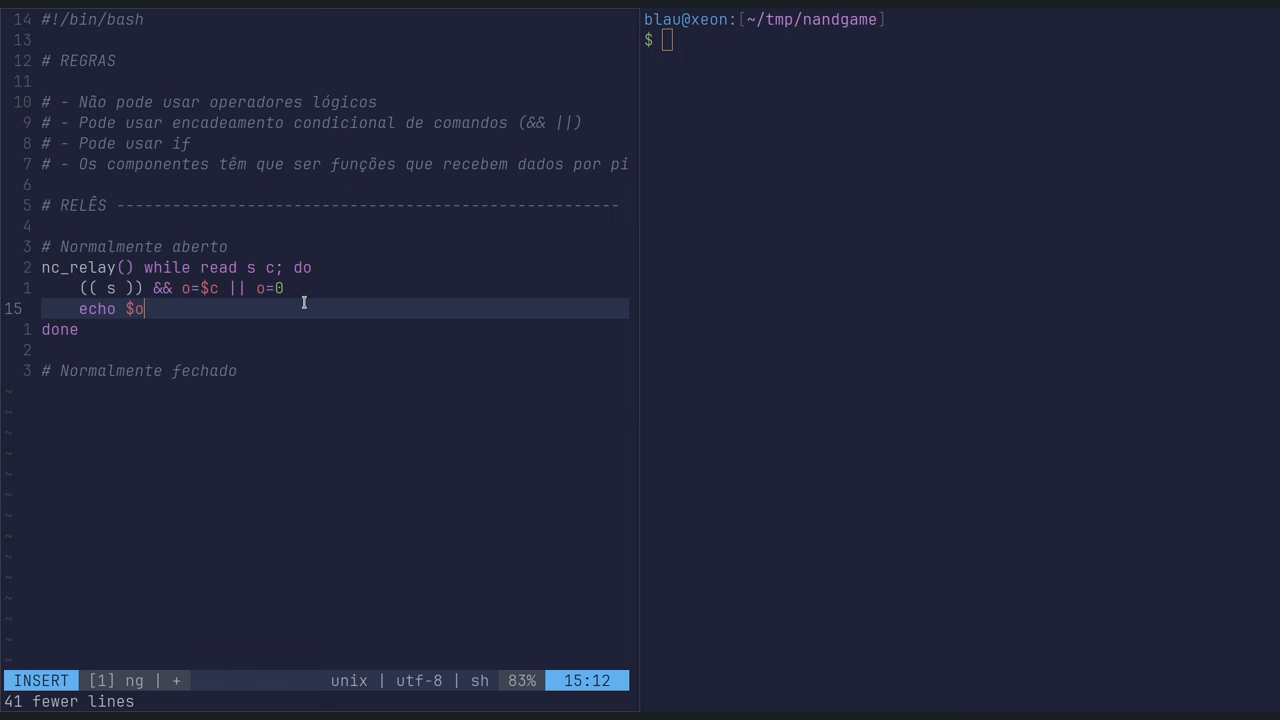 14 #!/bin/bash
13
12 # REGRAS
11
10 # - Não pode usar operadores lógicos
9 # - Pode usar encadeamento condicional de comandos (&& ||)
8 # - Pode usar if
7 # - Os componentes têm que ser funções que recebem dados por pi
6
5 # RELÊS ------------------------------------------------------
4
3 # Normalmente aberto
2 nc_relay() while read s c; do
1     (( s )) && o=$c || o=0
15     echo $o
1 done
2
3 # Normalmente fechado
~
~
~
~
~
~
~
~
~
~
~
~
~
~
INSERT [1] ng | + unix | utf-8 | sh 83% 15:12
41 fewer lines
blau@xeon:[~/tmp/nandgame]
$